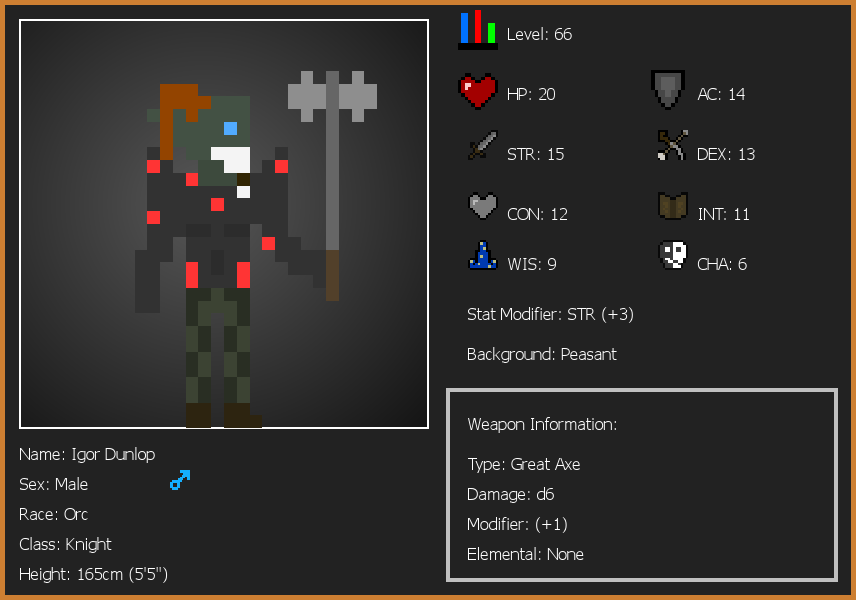 Level: 66
HP: 20
AC: 14
STR: 15
DEX: 13
CON: 12
INT: 11
WIS: 9
CHA: 6
Stat Modifier: STR (+3)
Background: Peasant
Weapon Information:
Type: Great Axe
Damage: d6
Modifier: (+1)
Elemental: None
Name: Igor Dunlop
Sex: Male
Race: Orc
Class: Knight
Height: 165cm (5'5")